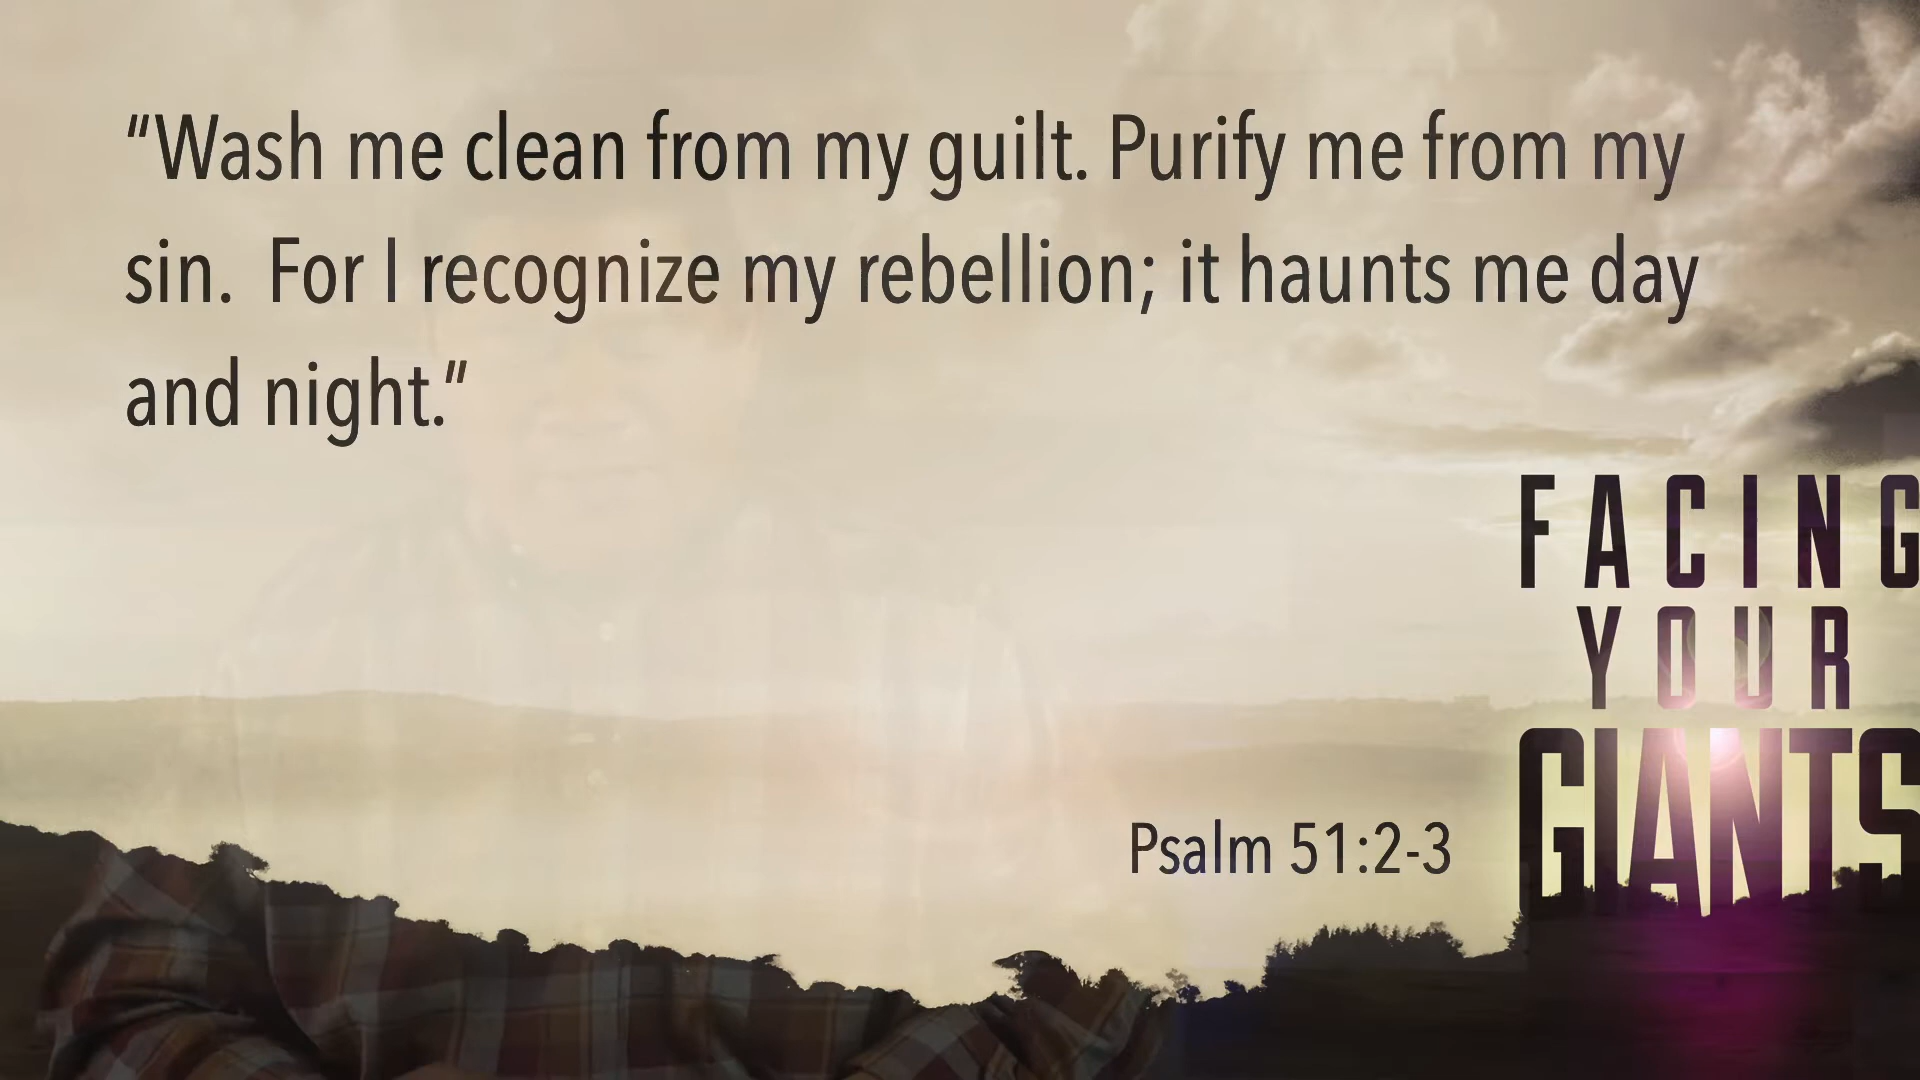 "Wash me clean from my guilt. Purify me from my
sin.  For I recognize my rebellion; it haunts me day
and night."
FACING
YOUR
GIANTS
Psalm 51:2-3